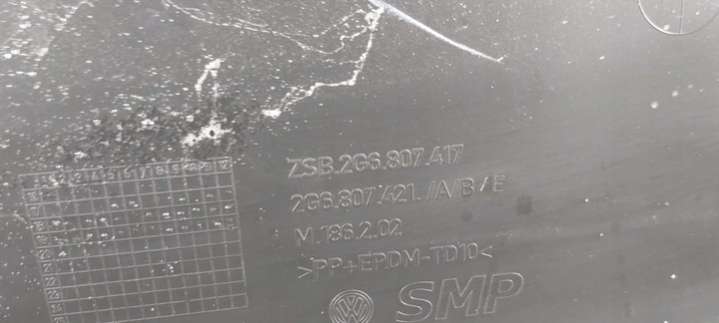 ZSB.2G6.807.417
2G6.807.421./A/B/E
M.186.2.02
>PP+EPDM-TD10<
SMP